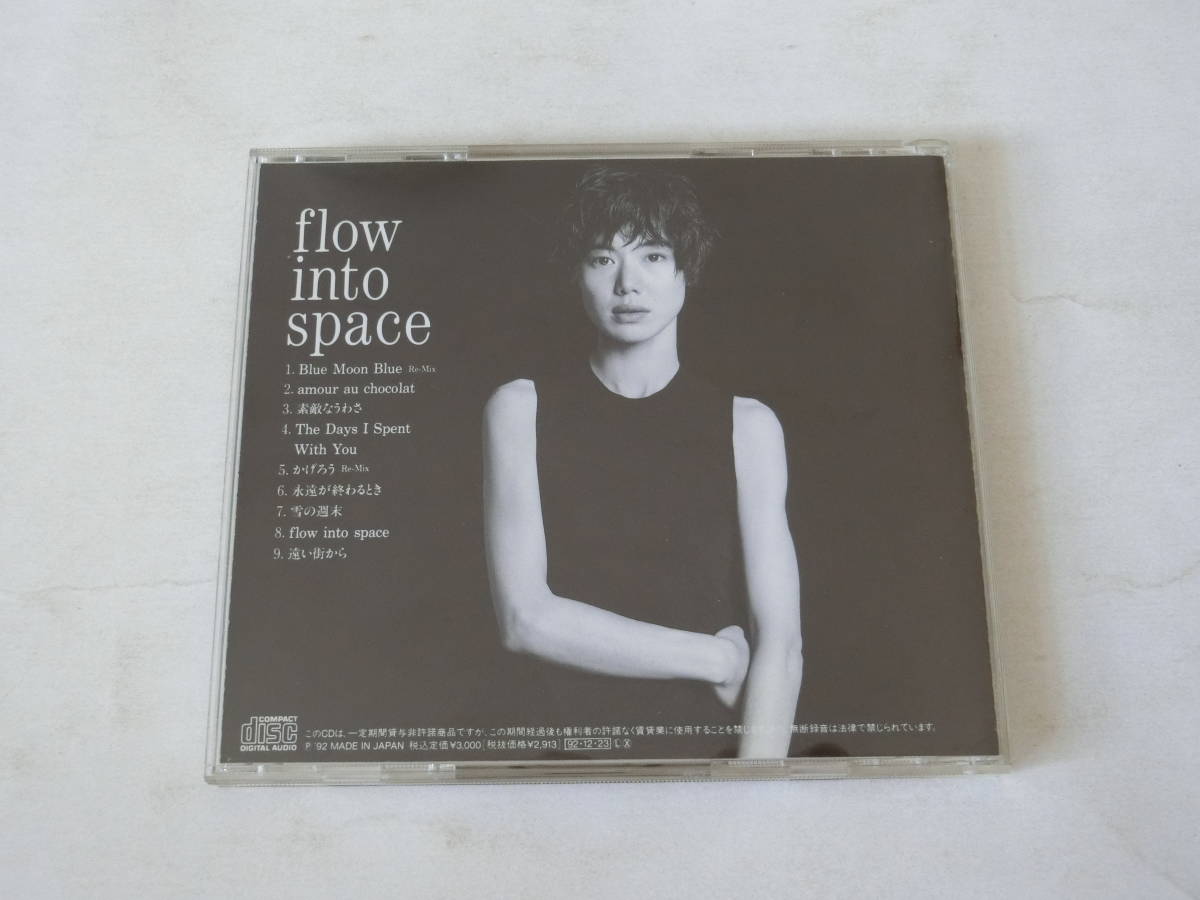 flow
into
space
1. Blue Moon Blue Re-Mix
2. amour au chocolat
3. 素敵なうわさ
4. The Days I Spent
With You
5. かげろう Re-Mix
6. 永遠が終わるとき
7. 雪の週末
8. flow into space
9. 遠い街から
COMPACT
disc
DIGITAL AUDIO
このCDは、一定期間貸与非許諾商品ですが、この期間経過後も権利者の許諾なく賃貸業に使用することを禁じます。無断録音は法律で禁じられています。
P '92 MADE IN JAPAN 税込定価¥3,000 税抜価格¥2,913 92・12・23 L X